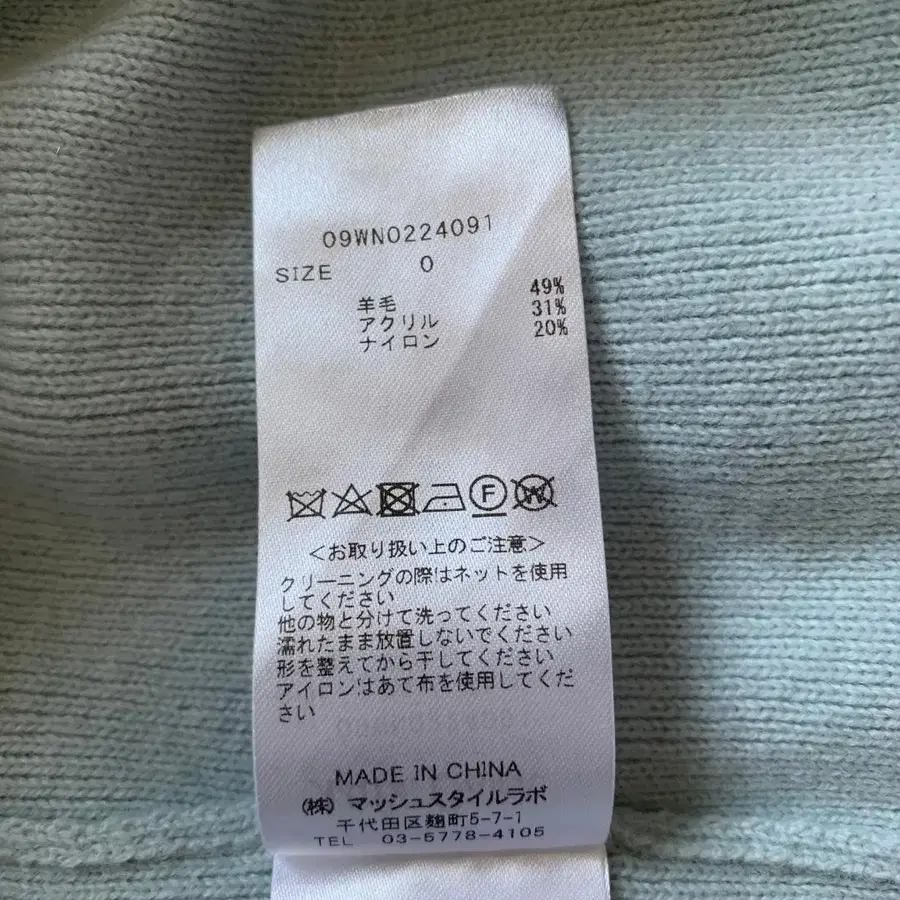 09WN0224091
SIZE 0
羊毛 49%
アクリル 31%
ナイロン 20%
F
W
<お取り扱い上のご注意>
クリーニングの際はネットを使用
してください
他の物と分けて洗ってください
濡れたまま放置しないでください
形を整えてから干してください
アイロンはあて布を使用してくだ
さい
MADE IN CHINA
(株) マッシュスタイルラボ
千代田区麹町5-7-1
TEL 03-5778-4105